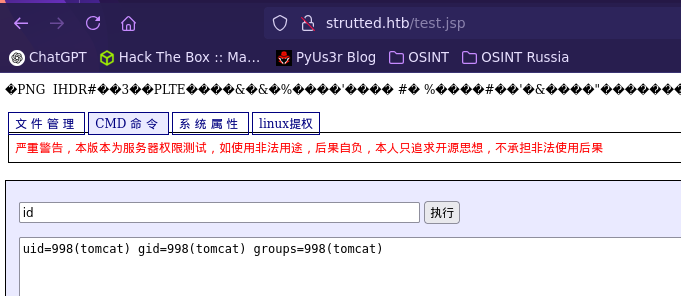 strutted.htb/test.jsp
ChatGPT Hack The Box :: Ma… PyUs3r Blog OSINT OSINT Russia
�PNG IHDR#��3��PLTE����&�&�%����'���� #� %����#��'�&����"�������
文件管理 CMD命令 系统属性 linux提权
严重警告，本版本为服务器权限测试，如使用非法用途，后果自负，本人只追求开源思想，不承担非法使用后果
id 执行
uid=998(tomcat) gid=998(tomcat) groups=998(tomcat)